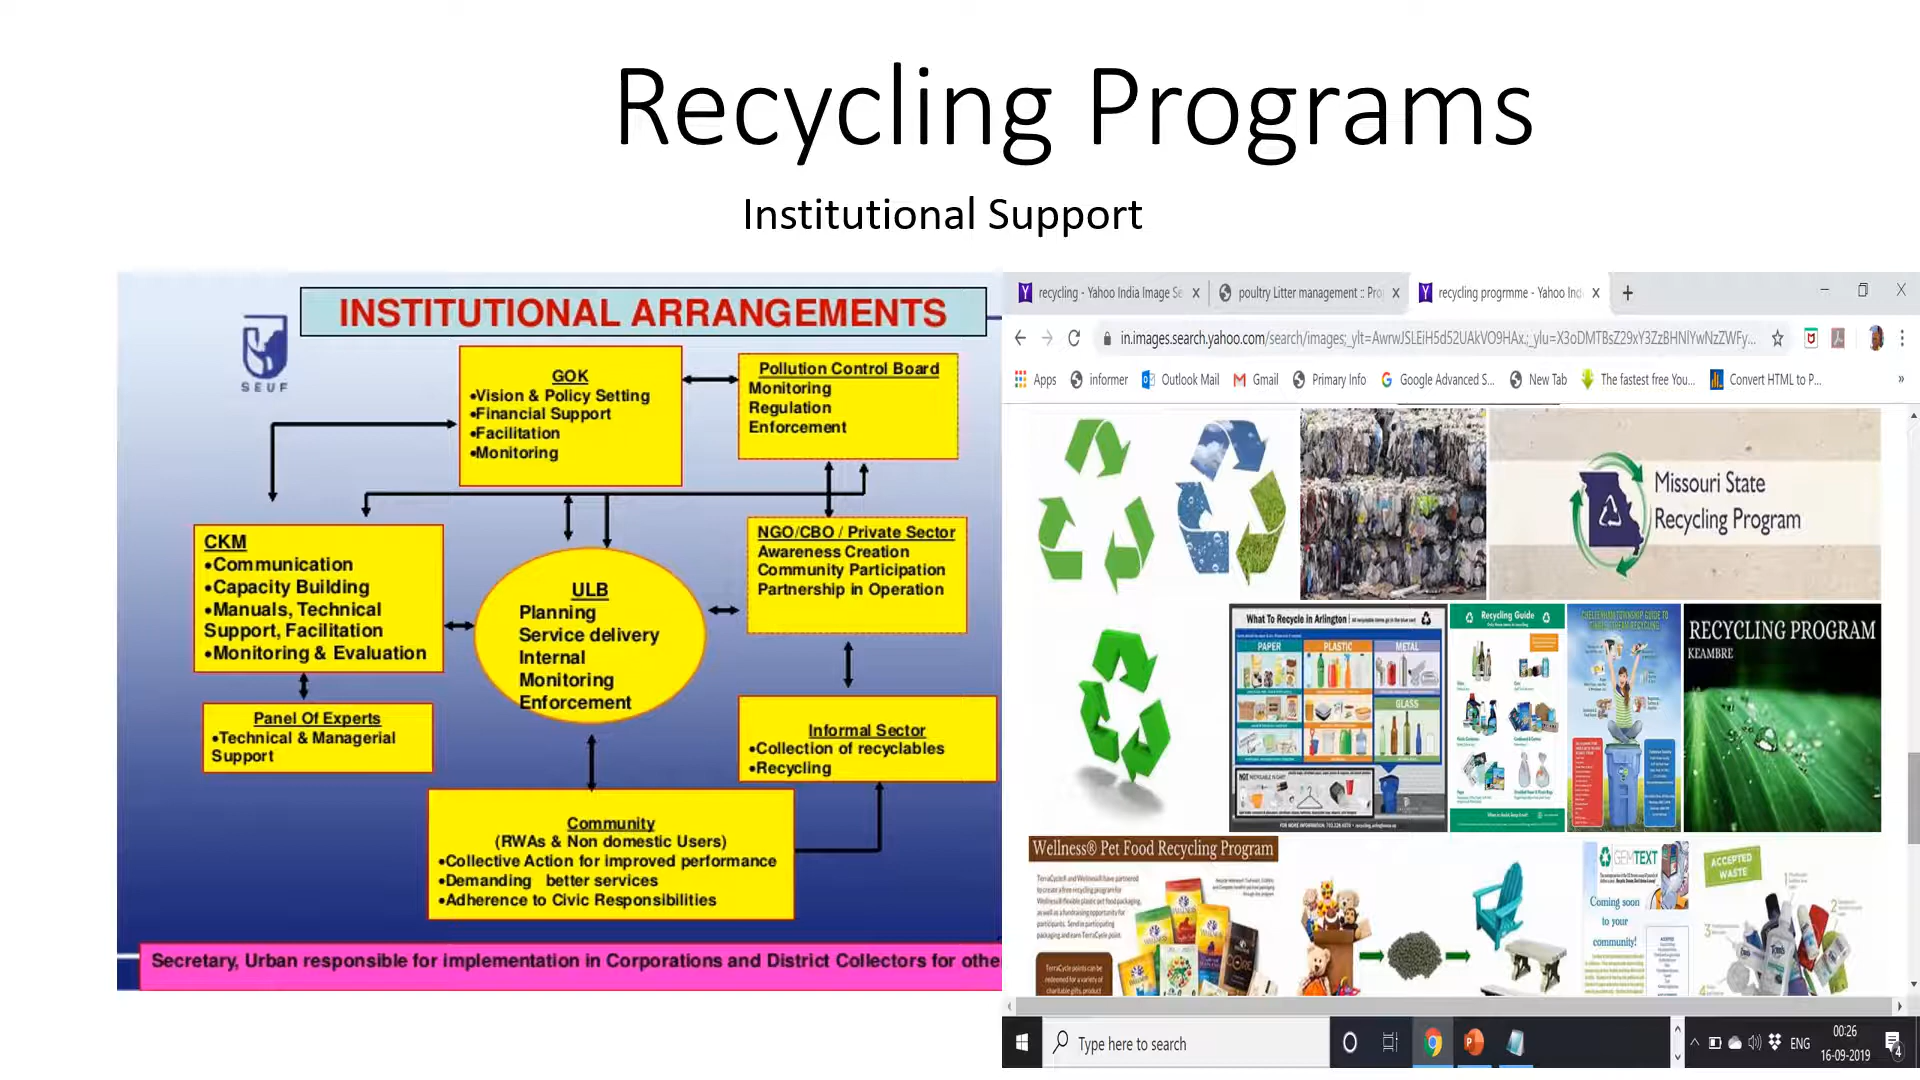 Recycling Programs
Institutional Support
INSTITUTIONAL ARRANGEMENTS
SEUF
GOK
•Vision & Policy Setting
•Financial Support
•Facilitation
•Monitoring
Pollution Control Board
Monitoring
Regulation
Enforcement
CKM
•Communication
•Capacity Building
•Manuals, Technical
Support, Facilitation
•Monitoring & Evaluation
ULB
Planning
Service delivery
Internal
Monitoring
Enforcement
NGO/CBO / Private Sector
Awareness Creation
Community Participation
Partnership in Operation
Panel Of Experts
•Technical & Managerial
Support
Informal Sector
•Collection of recyclables
•Recycling
Community
(RWAs & Non domestic Users)
•Collective Action for improved performance
•Demanding better services
•Adherence to Civic Responsibilities
Secretary, Urban responsible for implementation in Corporations and District Collectors for othe
recycling - Yahoo India Image Se
poultry Litter management :: Pro
recycling progrmme - Yahoo Ind
in.images.search.yahoo.com/search/images;_ylt=AwrwJSLEiH5d52UAkVO9HAx.;_ylu=X3oDMTBsZ29xY3ZzBHNlYwNzZWFy...
Apps
informer
Outlook Mail
Gmail
Primary Info
Google Advanced S...
New Tab
The fastest free You...
Convert HTML to P...
»
Missouri State
Recycling Program
What To Recycle in Arlington
PAPER
PLASTIC
METAL
GLASS
Recycling Guide
RECYCLING PROGRAM
KEAMBRE
Wellness® Pet Food Recycling Program
GEMTEXT
Coming soon
to your
community!
ACCEPTED
WASTE
Type here to search
ENG
00:26
16-09-2019
4